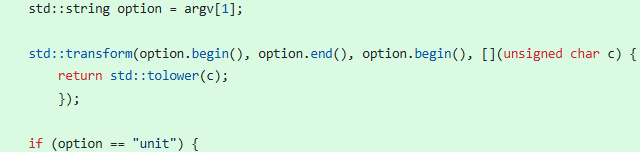 std::string option = argv[1];
std::transform(option.begin(), option.end(), option.begin(), [](unsigned char c) {
return std::tolower(c);
});
if (option == "unit") {